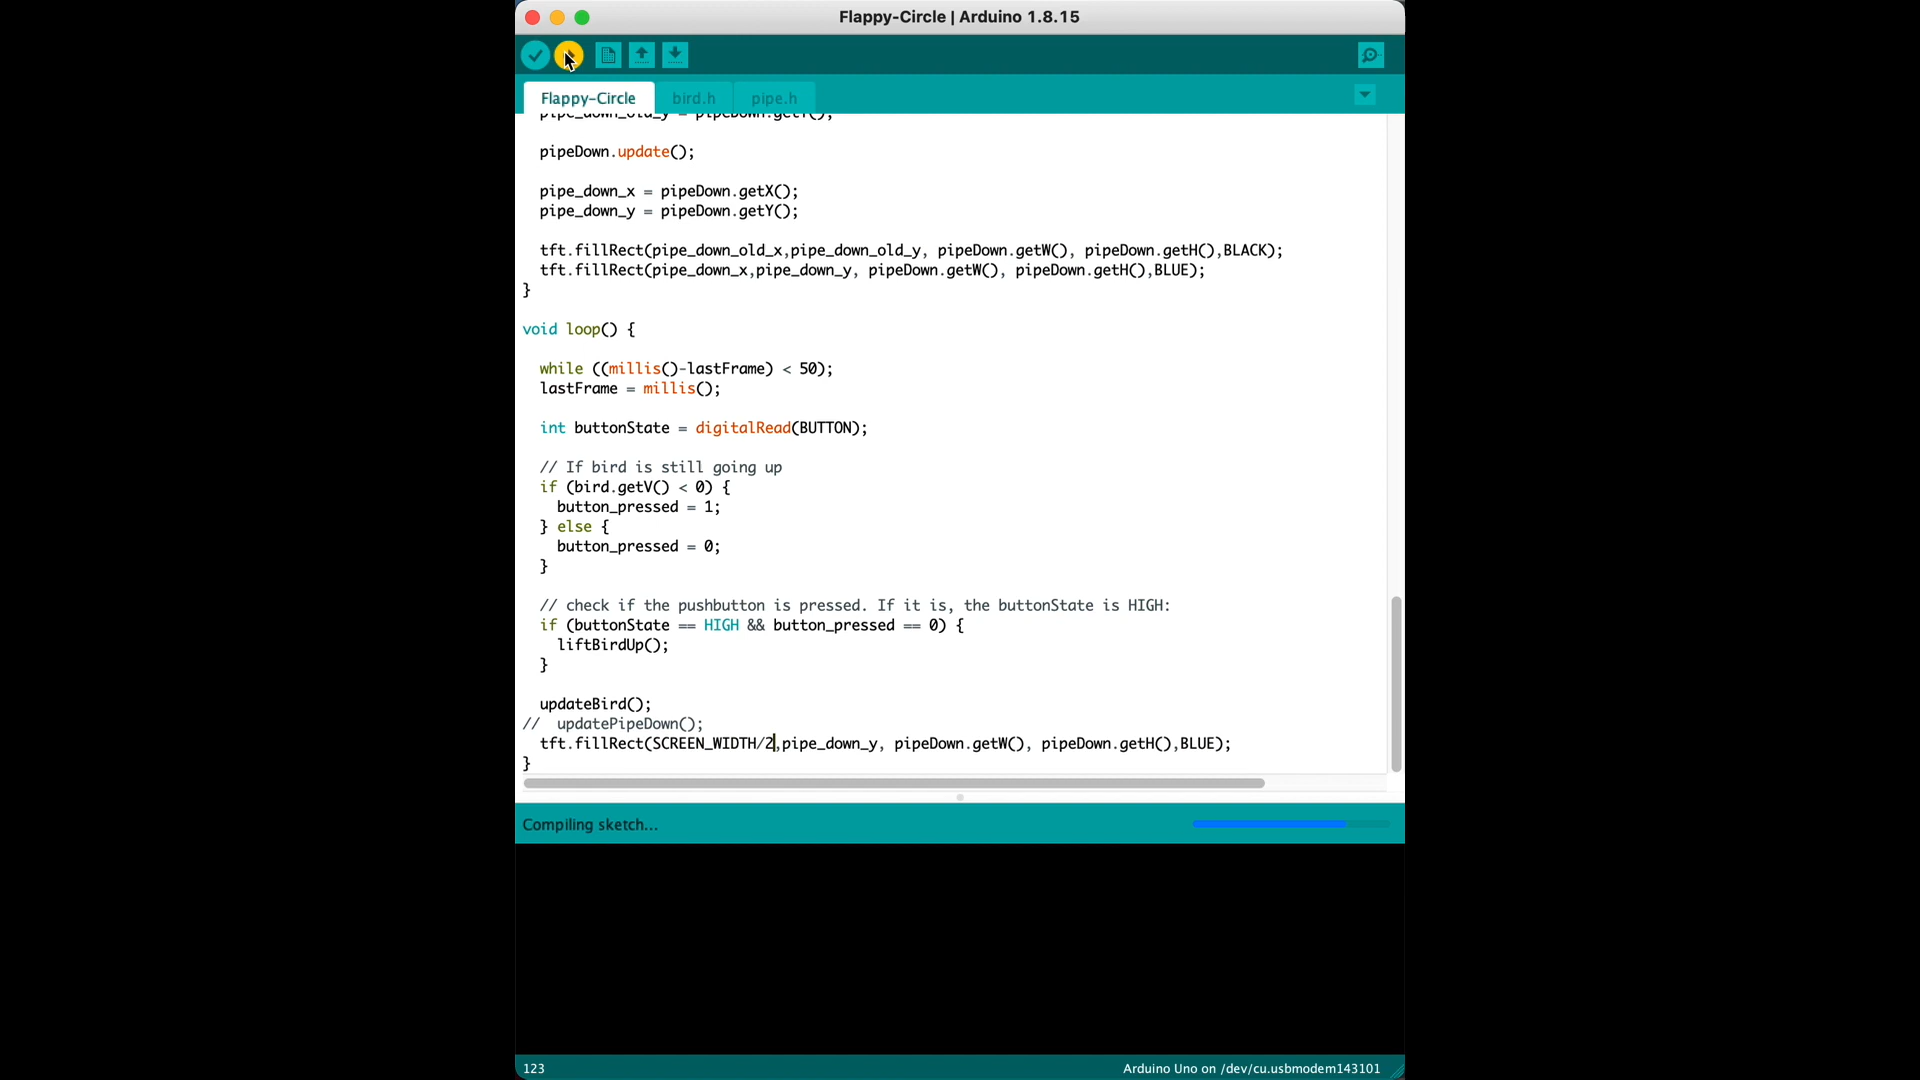 Flappy-Circle | Arduino 1.8.15
Flappy-Circle bird.h pipe.h
pipe_down_old_y = pipeDown.getY();
pipeDown.update();
pipe_down_x = pipeDown.getX();
pipe_down_y = pipeDown.getY();
tft.fillRect(pipe_down_old_x,pipe_down_old_y, pipeDown.getW(), pipeDown.getH(),BLACK);
tft.fillRect(pipe_down_x,pipe_down_y, pipeDown.getW(), pipeDown.getH(),BLUE);
}
void loop() {
while ((millis()-lastFrame) < 50);
lastFrame = millis();
int buttonState = digitalRead(BUTTON);
// If bird is still going up
if (bird.getV() < 0) {
button_pressed = 1;
} else {
button_pressed = 0;
}
// check if the pushbutton is pressed. If it is, the buttonState is HIGH:
if (buttonState == HIGH && button_pressed == 0) {
liftBirdUp();
}
updateBird();
// updatePipeDown();
tft.fillRect(SCREEN_WIDTH/2,pipe_down_y, pipeDown.getW(), pipeDown.getH(),BLUE);
}
Compiling sketch...
123
Arduino Uno on /dev/cu.usbmodem143101